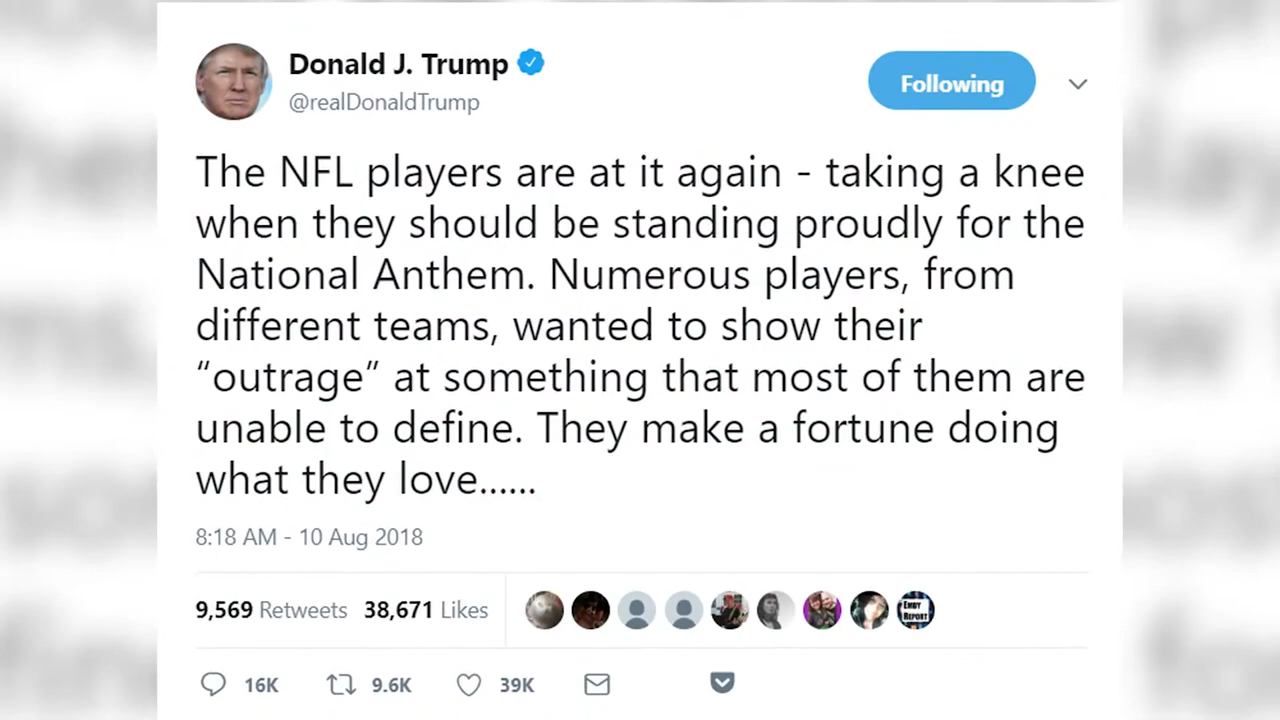 Donald J. Trump
@realDonaldTrump
Following
The NFL players are at it again - taking a knee
when they should be standing proudly for the
National Anthem. Numerous players, from
different teams, wanted to show their
“outrage” at something that most of them are
unable to define. They make a fortune doing
what they love......
8:18 AM - 10 Aug 2018
9,569 Retweets 38,671 Likes
EMBY
REPORT
16K 9.6K 39K